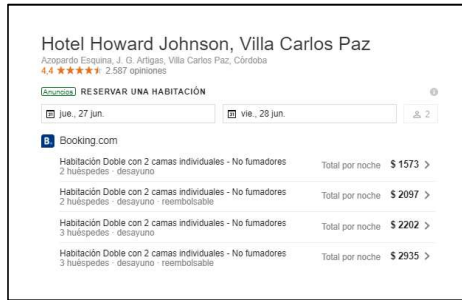 Hotel Howard Johnson, Villa Carlos Paz
Azopardo Esquina, J. G. Artigas, Villa Carlos Paz, Córdoba
4,4 ★★★★★ 2.587 opiniones
Anuncios RESERVAR UNA HABITACIÓN
jue., 27 jun. vie., 28 jun. 2
B. Booking.com
Habitación Doble con 2 camas individuales - No fumadores Total por noche $ 1573 >
2 huéspedes · desayuno
Habitación Doble con 2 camas individuales - No fumadores Total por noche $ 2097 >
2 huéspedes · desayuno · reembolsable
Habitación Doble con 2 camas individuales - No fumadores Total por noche $ 2202 >
3 huéspedes · desayuno
Habitación Doble con 2 camas individuales - No fumadores Total por noche $ 2935 >
3 huéspedes · desayuno · reembolsable